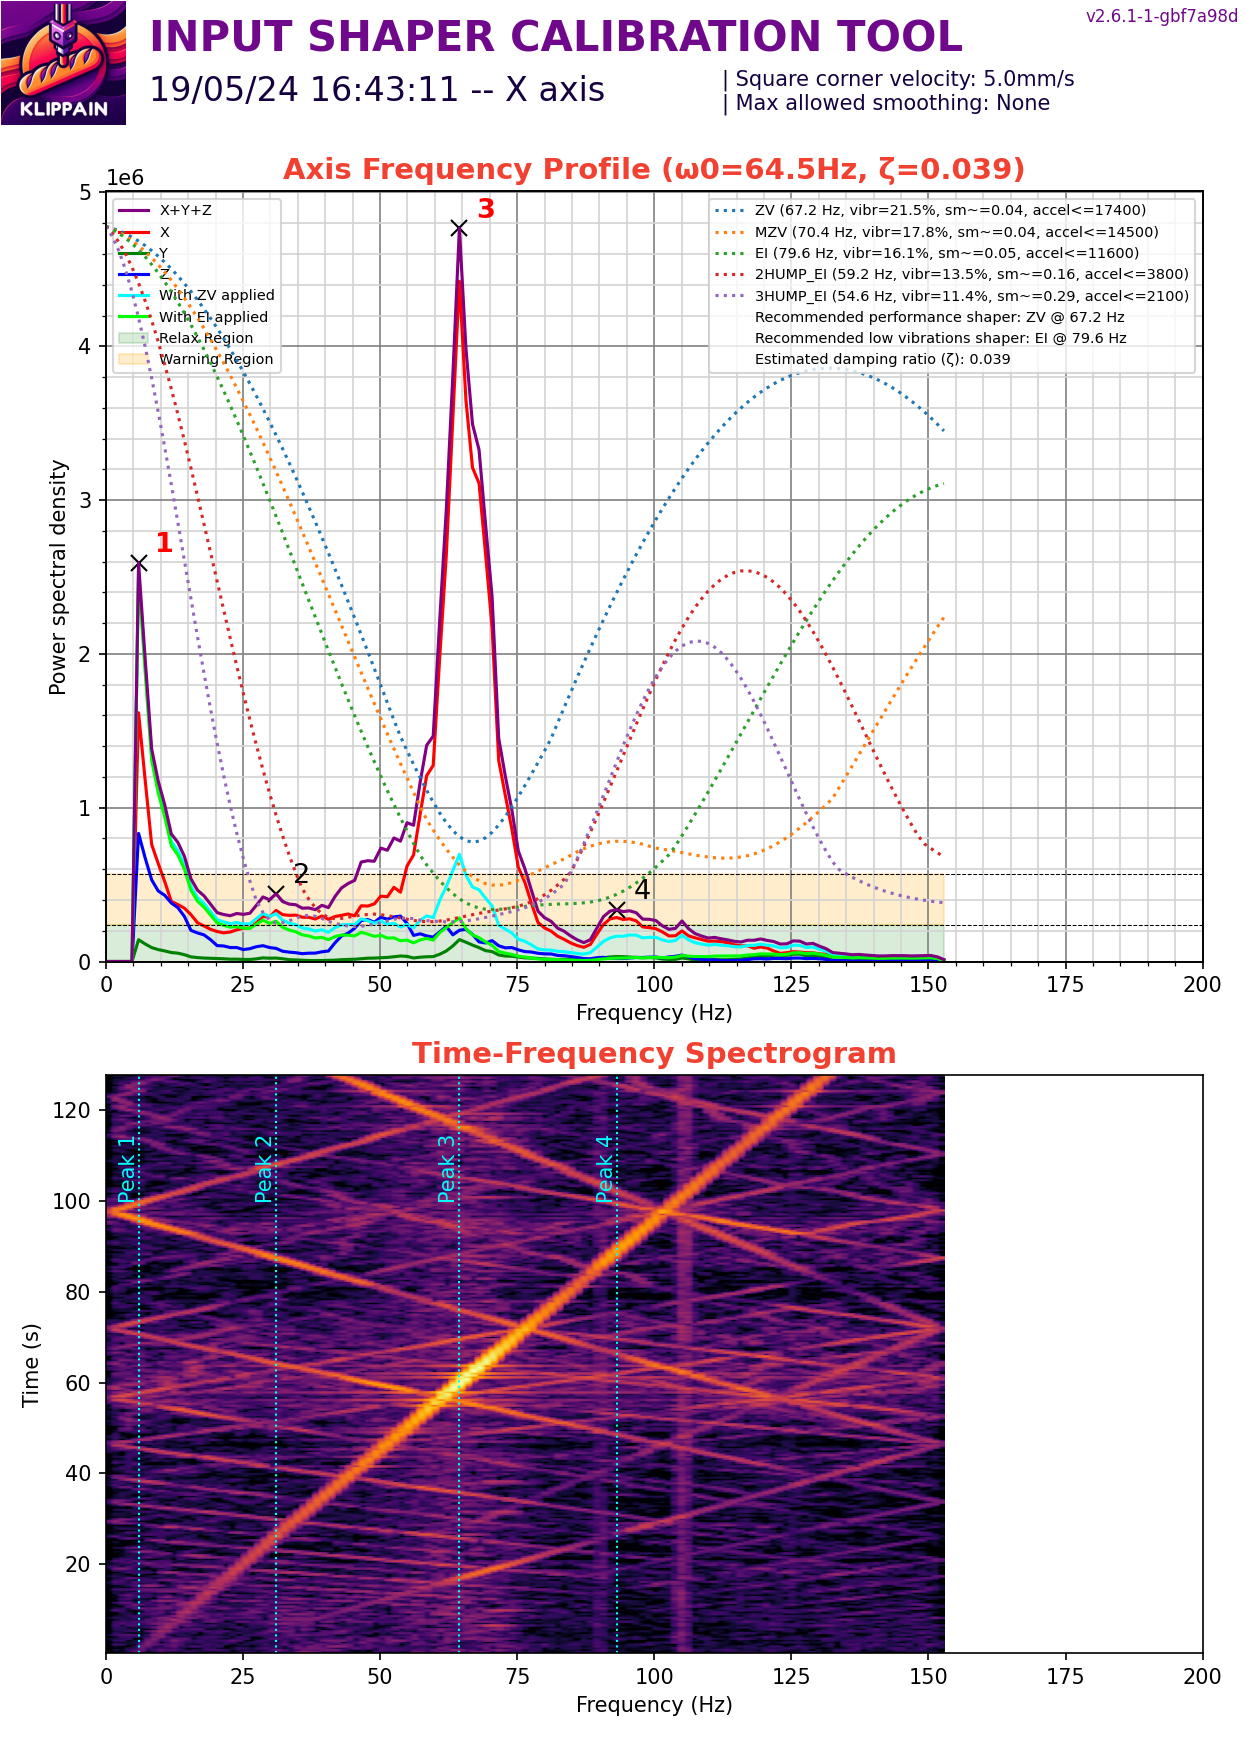 v2.6.1-1-gbf7a98d
INPUT SHAPER CALIBRATION TOOL
19/05/24 16:43:11 -- X axis
| Square corner velocity: 5.0mm/s
| Max allowed smoothing: None
KLIPPAIN
Axis Frequency Profile (ω0=64.5Hz, ζ=0.039)
1e6
X+Y+Z
X
Y
Z
With ZV applied
With EI applied
Relax Region
Warning Region
ZV (67.2 Hz, vibr=21.5%, sm~=0.04, accel<=17400)
MZV (70.4 Hz, vibr=17.8%, sm~=0.04, accel<=14500)
EI (79.6 Hz, vibr=16.1%, sm~=0.05, accel<=11600)
2HUMP_EI (59.2 Hz, vibr=13.5%, sm~=0.16, accel<=3800)
3HUMP_EI (54.6 Hz, vibr=11.4%, sm~=0.29, accel<=2100)
Recommended performance shaper: ZV @ 67.2 Hz
Recommended low vibrations shaper: EI @ 79.6 Hz
Estimated damping ratio (ζ): 0.039
5
4
3
2
1
0
Power spectral density
1
2
3
4
0 25 50 75 100 125 150 175 200
Frequency (Hz)
Time-Frequency Spectrogram
120
100
80
60
40
20
Time (s)
Peak 1
Peak 2
Peak 3
Peak 4
0 25 50 75 100 125 150 175 200
Frequency (Hz)